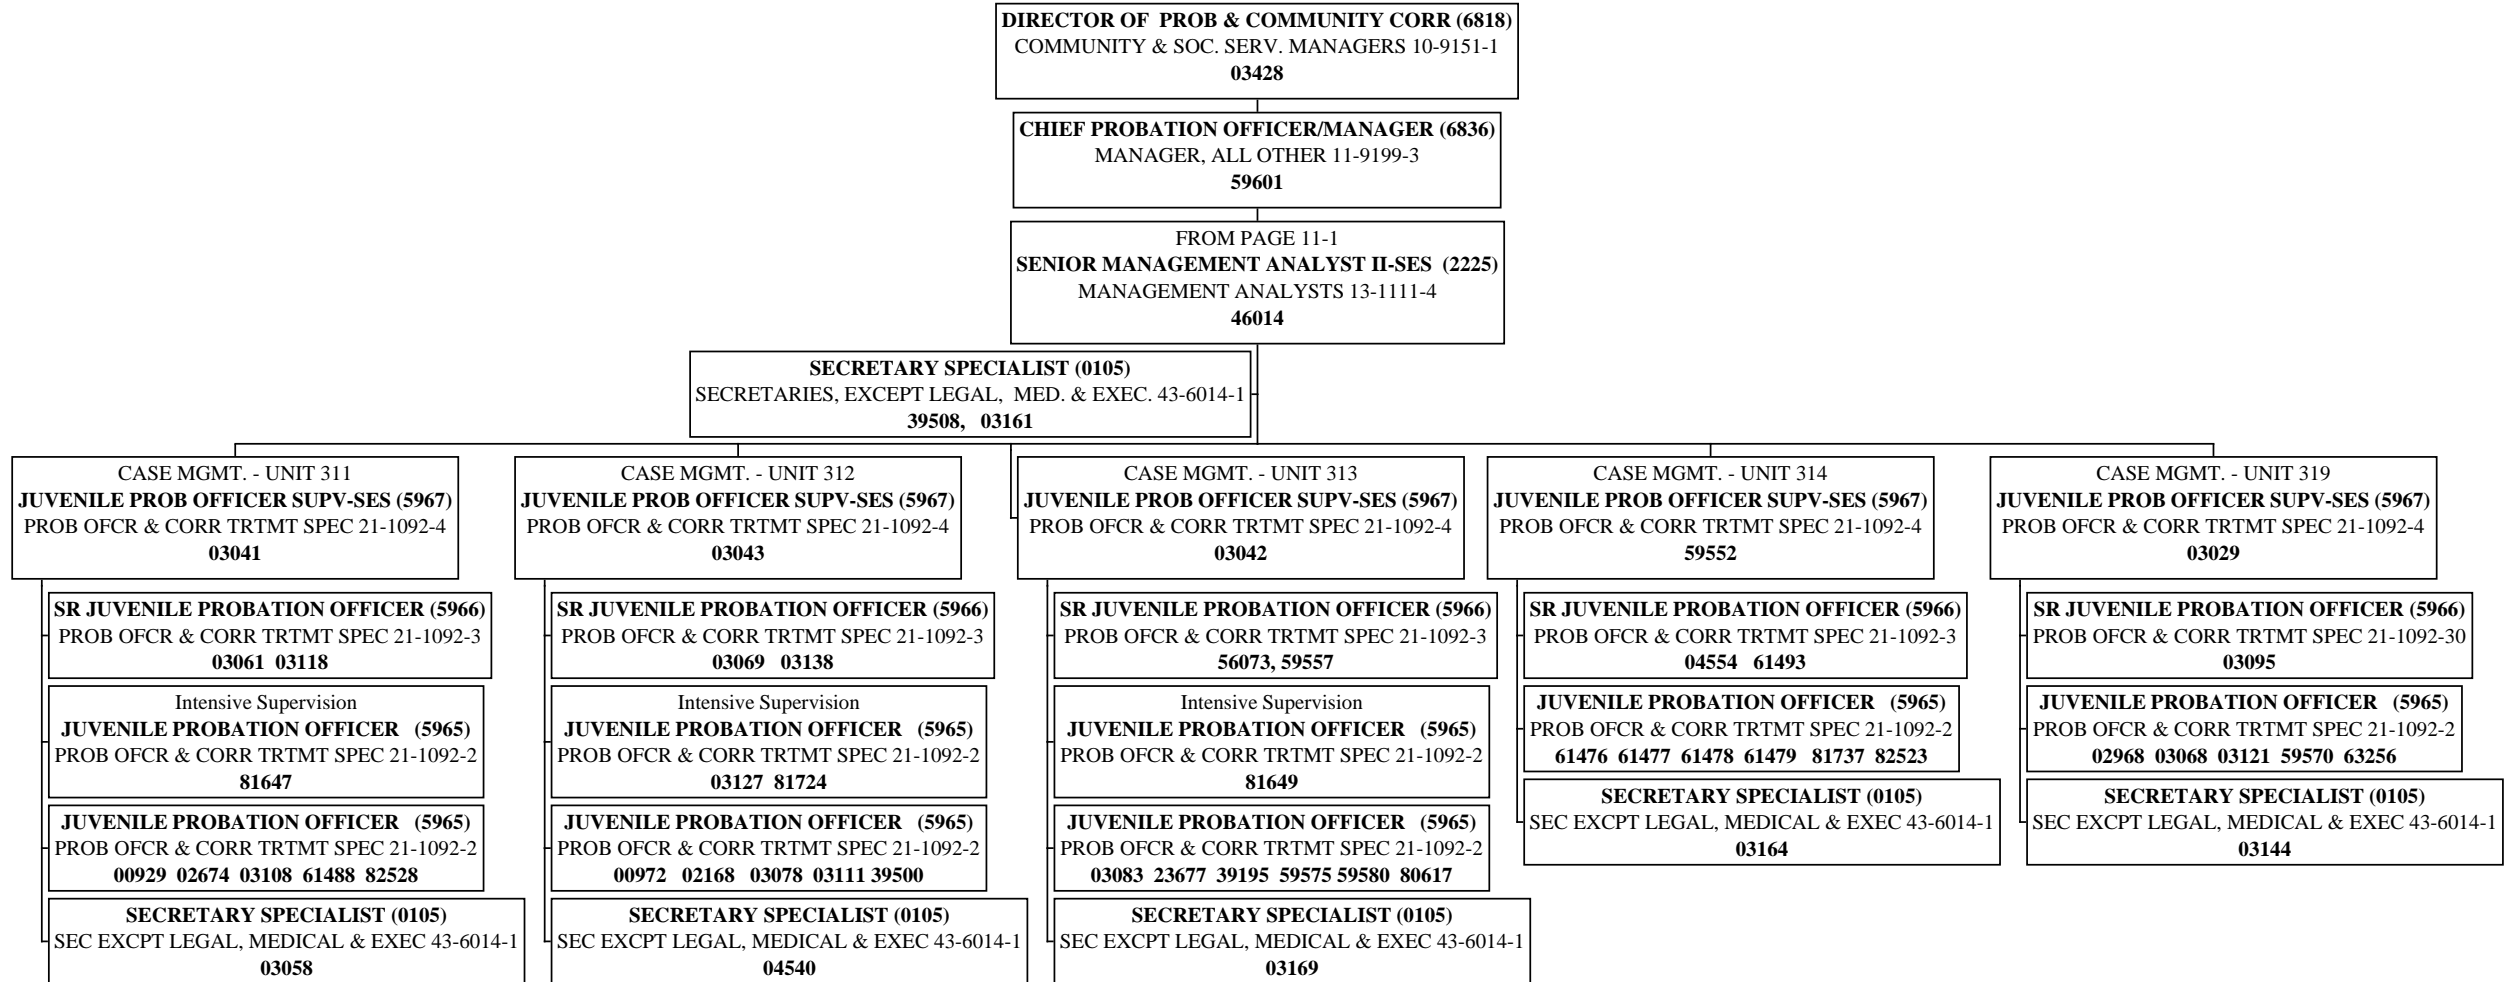 DIRECTOR OF PROB & COMMUNITY CORR (6818)
COMMUNITY & SOC. SERV. MANAGERS 10-9151-1
03428
CHIEF PROBATION OFFICER/MANAGER (6836)
MANAGER, ALL OTHER 11-9199-3
59601
FROM PAGE 11-1
SENIOR MANAGEMENT ANALYST II-SES (2225)
MANAGEMENT ANALYSTS 13-1111-4
46014
SECRETARY SPECIALIST (0105)
SECRETARIES, EXCEPT LEGAL, MED. & EXEC. 43-6014-1
39508, 03161
CASE MGMT. - UNIT 311
JUVENILE PROB OFFICER SUPV-SES (5967)
PROB OFCR & CORR TRTMT SPEC 21-1092-4
03041
SR JUVENILE PROBATION OFFICER (5966)
PROB OFCR & CORR TRTMT SPEC 21-1092-3
03061 03118
Intensive Supervision
JUVENILE PROBATION OFFICER (5965)
PROB OFCR & CORR TRTMT SPEC 21-1092-2
81647
JUVENILE PROBATION OFFICER (5965)
PROB OFCR & CORR TRTMT SPEC 21-1092-2
00929 02674 03108 61488 82528
SECRETARY SPECIALIST (0105)
SEC EXCPT LEGAL, MEDICAL & EXEC 43-6014-1
03058
CASE MGMT. - UNIT 312
JUVENILE PROB OFFICER SUPV-SES (5967)
PROB OFCR & CORR TRTMT SPEC 21-1092-4
03043
SR JUVENILE PROBATION OFFICER (5966)
PROB OFCR & CORR TRTMT SPEC 21-1092-3
03069 03138
Intensive Supervision
JUVENILE PROBATION OFFICER (5965)
PROB OFCR & CORR TRTMT SPEC 21-1092-2
03127 81724
JUVENILE PROBATION OFFICER (5965)
PROB OFCR & CORR TRTMT SPEC 21-1092-2
00972 02168 03078 03111 39500
SECRETARY SPECIALIST (0105)
SEC EXCPT LEGAL, MEDICAL & EXEC 43-6014-1
04540
CASE MGMT. - UNIT 313
JUVENILE PROB OFFICER SUPV-SES (5967)
PROB OFCR & CORR TRTMT SPEC 21-1092-4
03042
SR JUVENILE PROBATION OFFICER (5966)
PROB OFCR & CORR TRTMT SPEC 21-1092-3
56073, 59557
Intensive Supervision
JUVENILE PROBATION OFFICER (5965)
PROB OFCR & CORR TRTMT SPEC 21-1092-2
81649
JUVENILE PROBATION OFFICER (5965)
PROB OFCR & CORR TRTMT SPEC 21-1092-2
03083 23677 39195 59575 59580 80617
SECRETARY SPECIALIST (0105)
SEC EXCPT LEGAL, MEDICAL & EXEC 43-6014-1
03169
CASE MGMT. - UNIT 314
JUVENILE PROB OFFICER SUPV-SES (5967)
PROB OFCR & CORR TRTMT SPEC 21-1092-4
59552
SR JUVENILE PROBATION OFFICER (5966)
PROB OFCR & CORR TRTMT SPEC 21-1092-3
04554 61493
JUVENILE PROBATION OFFICER (5965)
PROB OFCR & CORR TRTMT SPEC 21-1092-2
61476 61477 61478 61479 81737 82523
SECRETARY SPECIALIST (0105)
SEC EXCPT LEGAL, MEDICAL & EXEC 43-6014-1
03164
CASE MGMT. - UNIT 319
JUVENILE PROB OFFICER SUPV-SES (5967)
PROB OFCR & CORR TRTMT SPEC 21-1092-4
03029
SR JUVENILE PROBATION OFFICER (5966)
PROB OFCR & CORR TRTMT SPEC 21-1092-30
03095
JUVENILE PROBATION OFFICER (5965)
PROB OFCR & CORR TRTMT SPEC 21-1092-2
02968 03068 03121 59570 63256
SECRETARY SPECIALIST (0105)
SEC EXCPT LEGAL, MEDICAL & EXEC 43-6014-1
03144